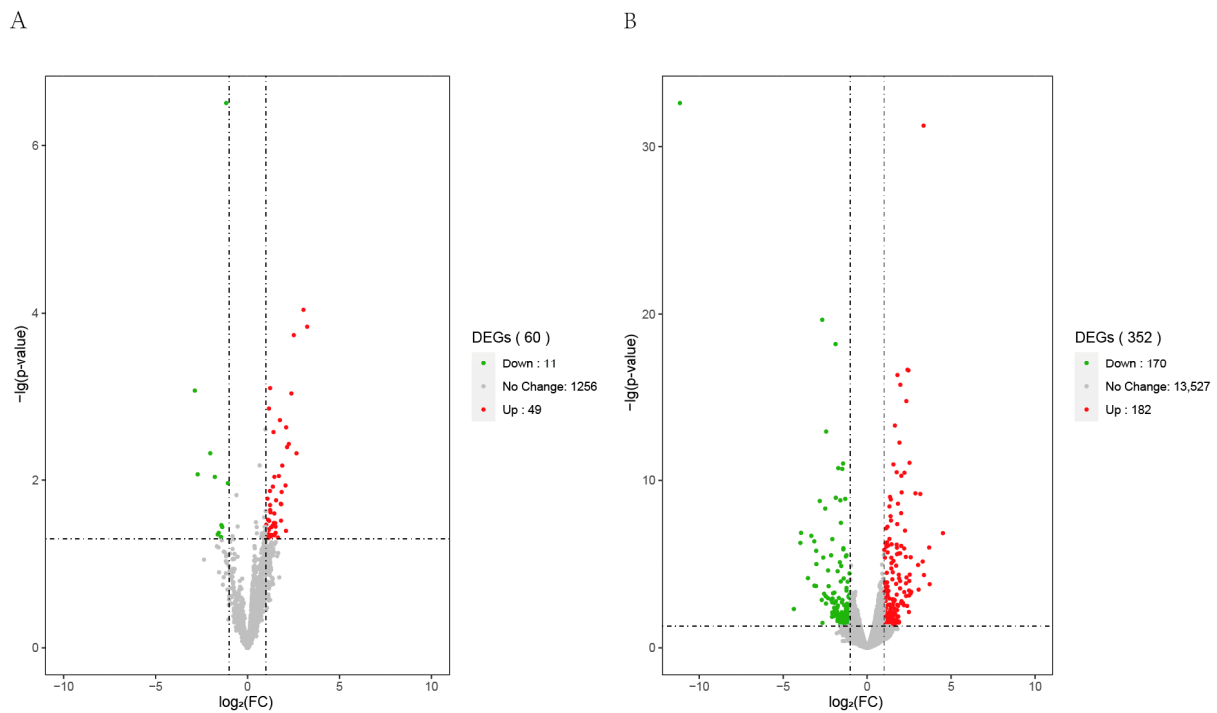 A
B
−lg(p-value)
6
4
2
0
−10
−5
0
5
10
log₂(FC)
DEGs ( 60 )
Down : 11
No Change: 1256
Up : 49
−lg(p-value)
30
20
10
0
−10
−5
0
5
10
log₂(FC)
DEGs ( 352 )
Down : 170
No Change: 13,527
Up : 182